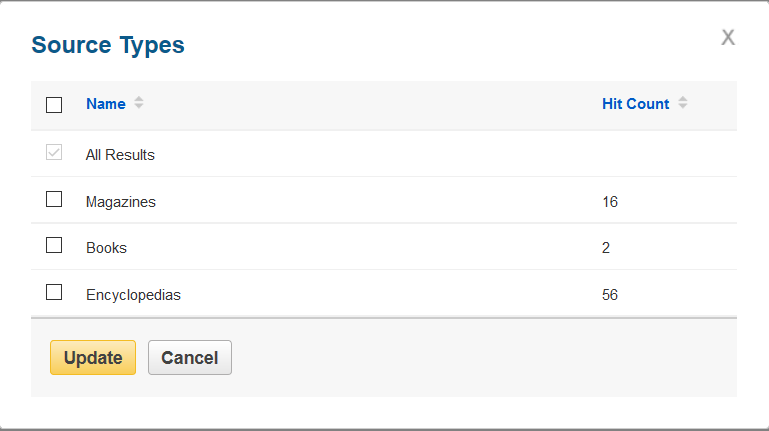 Source Types
X
Name Hit Count
All Results
Magazines 16
Books 2
Encyclopedias 56
Update Cancel